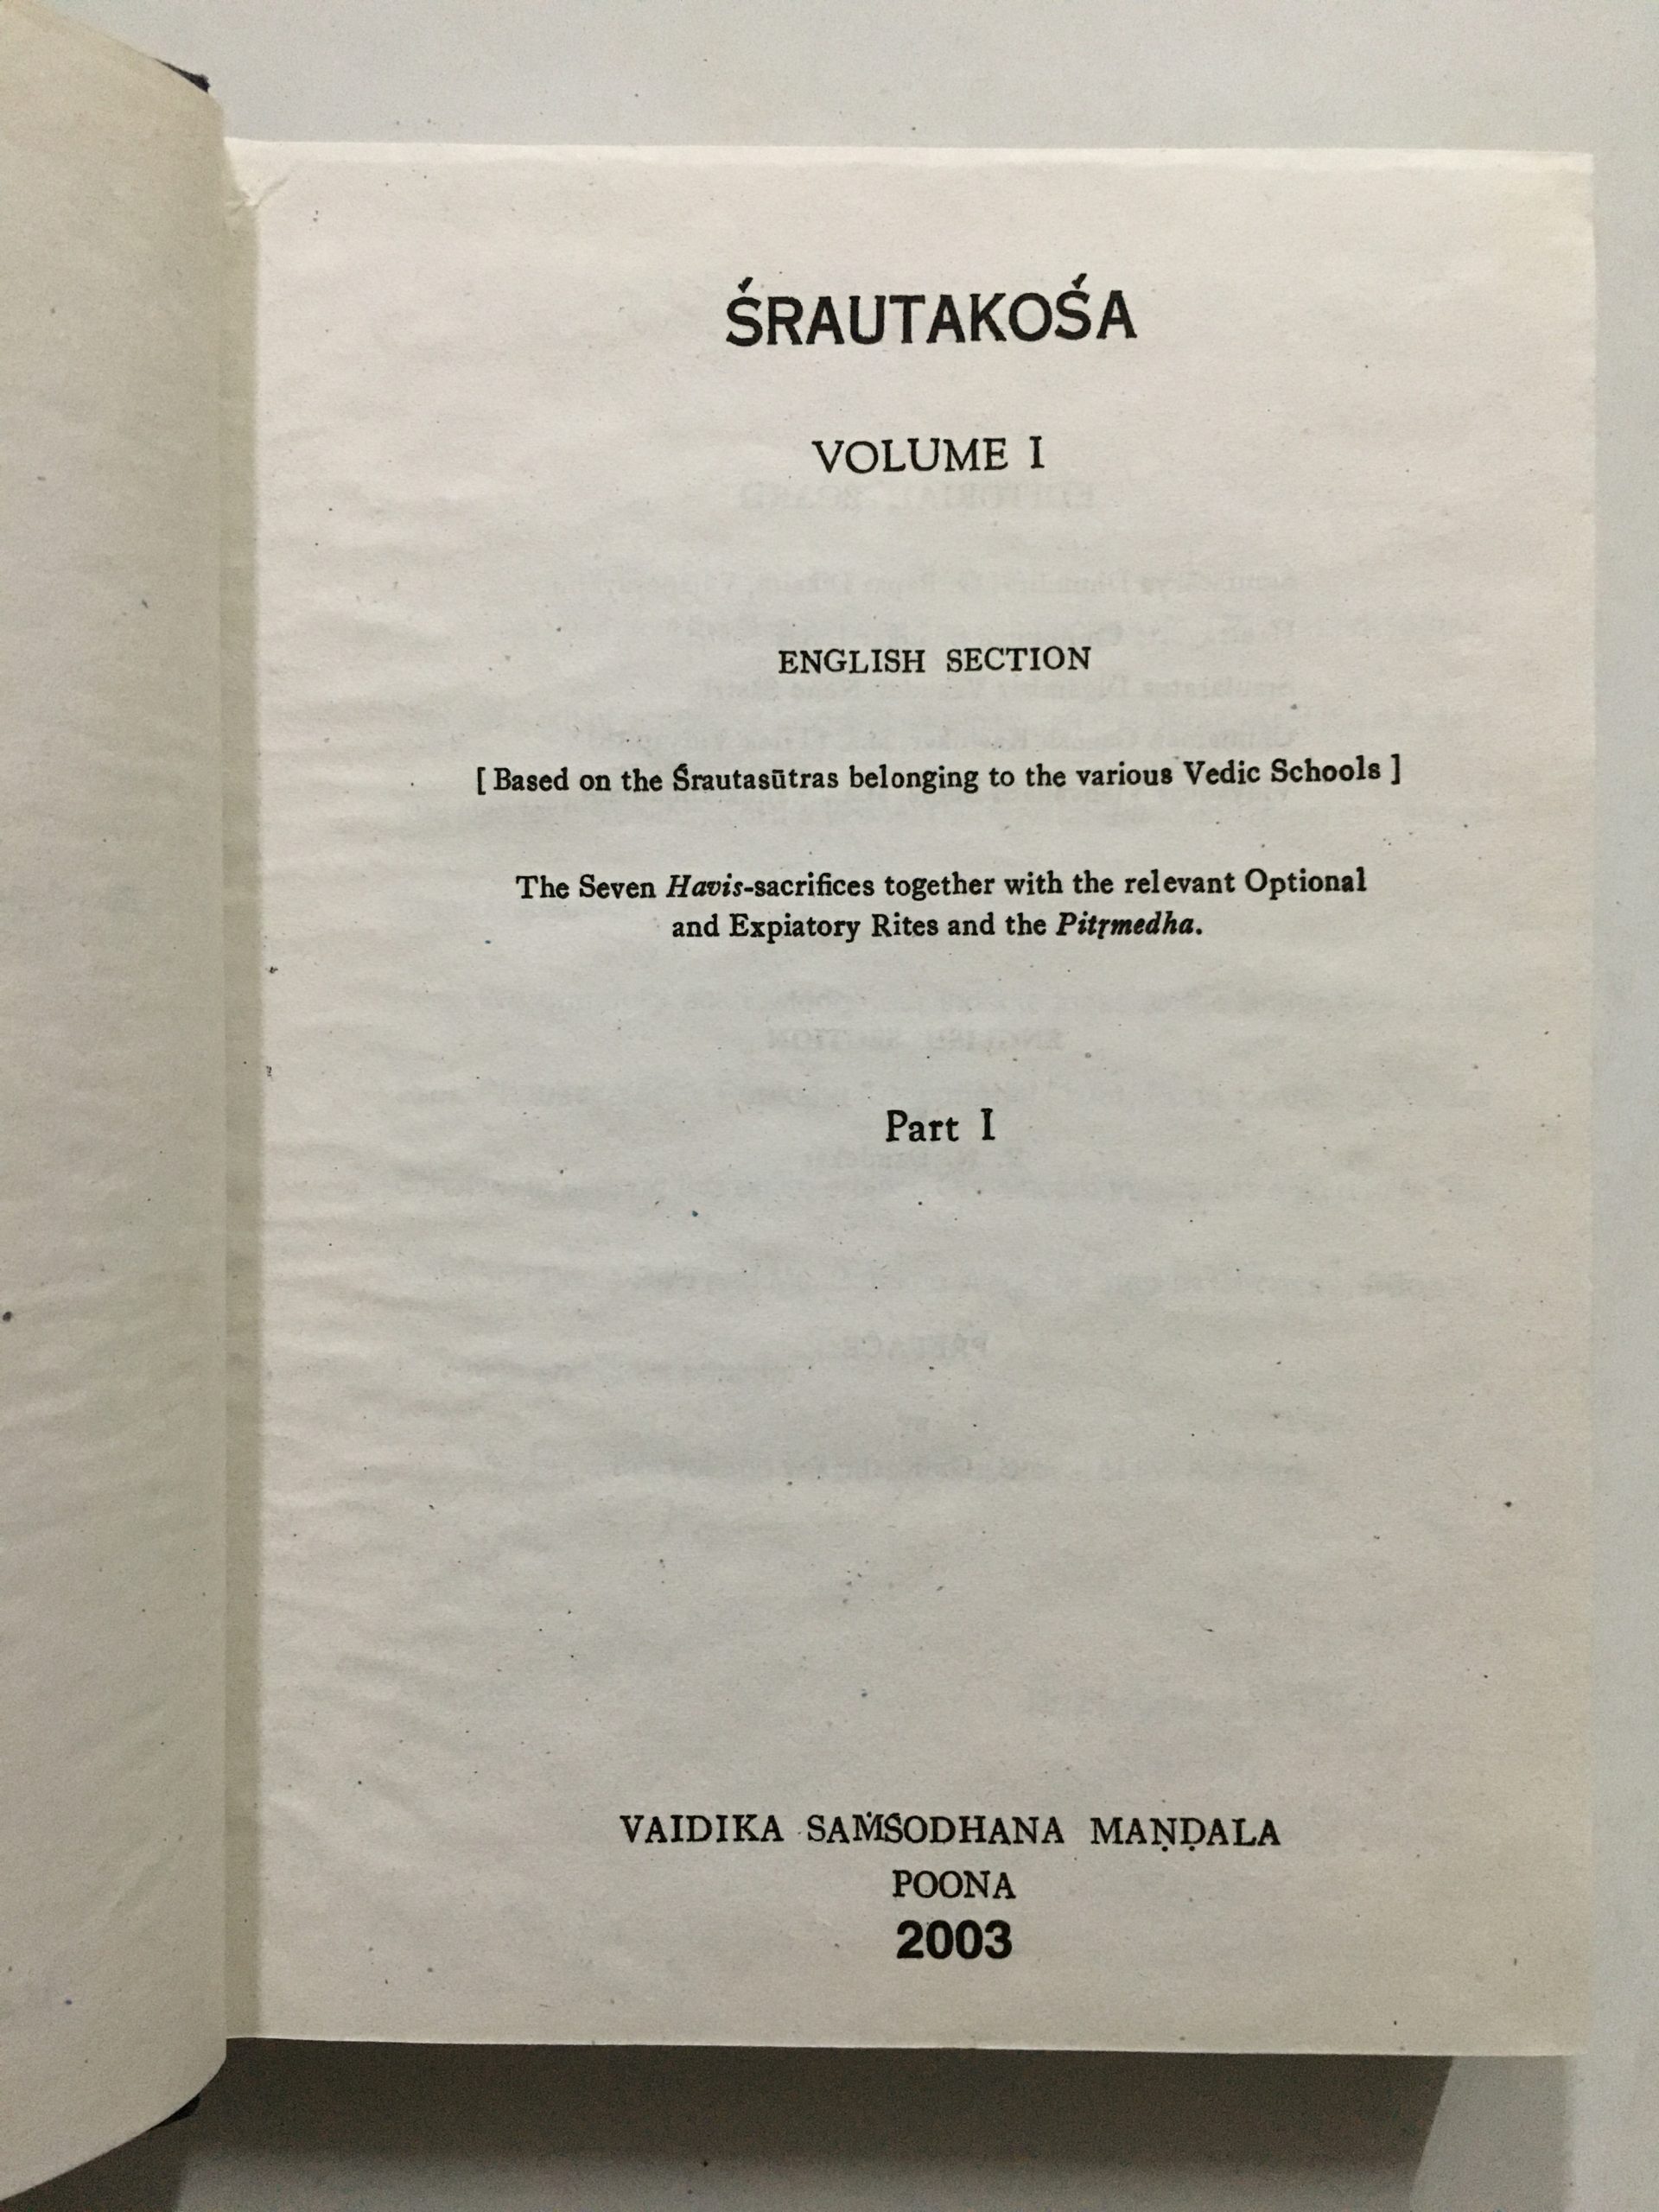 ŚRAUTAKOŚA
VOLUME I
ENGLISH SECTION
[ Based on the Śrautasūtras belonging to the various Vedic Schools ]
The Seven Havis-sacrifices together with the relevant Optional
and Expiatory Rites and the Pitṛmedha.
Part I
VAIDIKA SAṀŚODHANA MAṆḌALA
POONA
2003